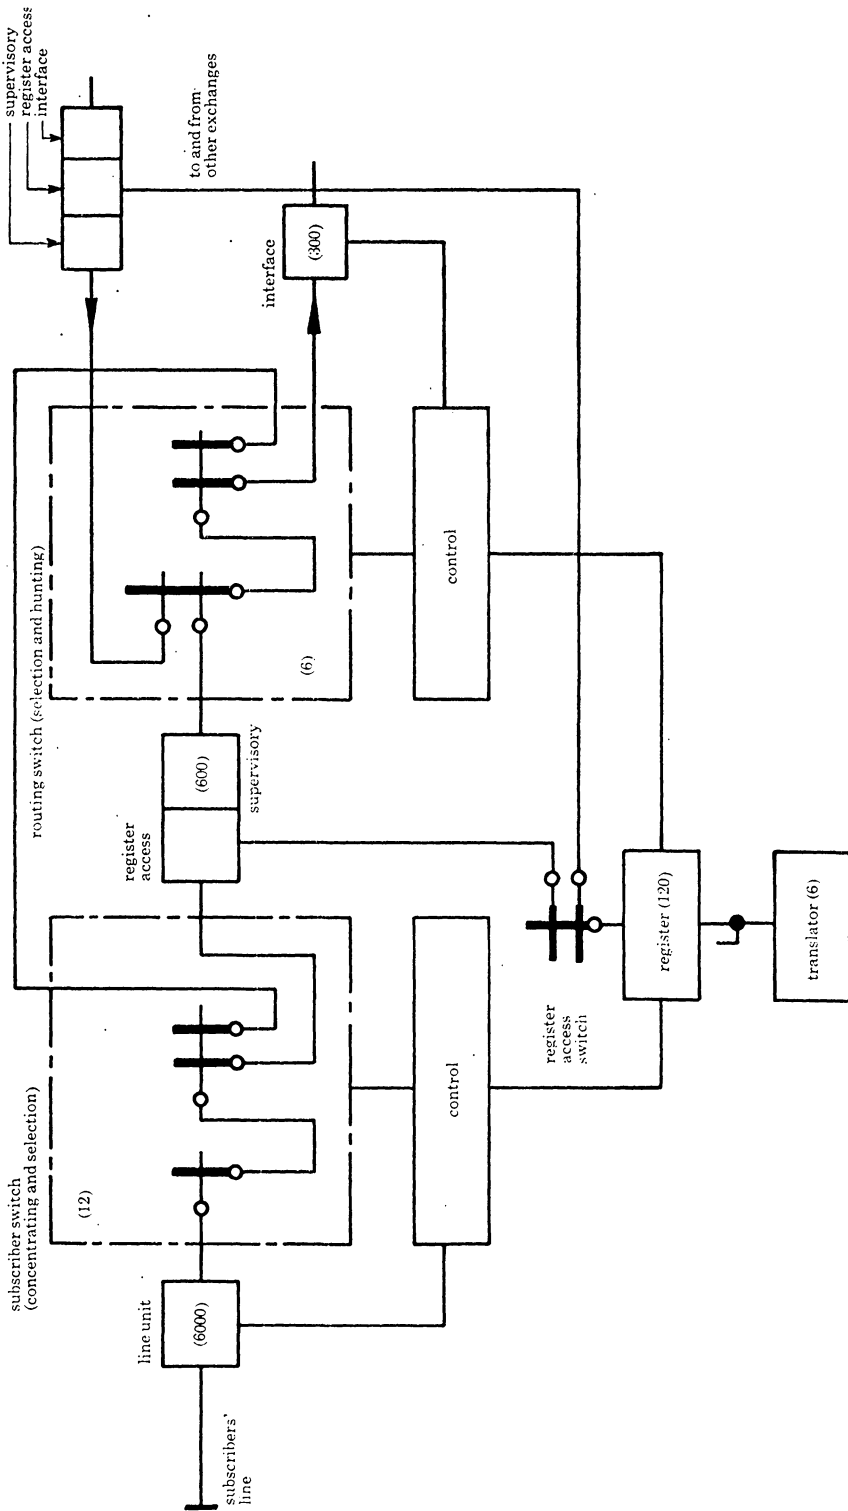 supervisory
register access
interface
to and from
other exchanges
interface
(300)
routing switch (selection and hunting)
(6)
control
supervisory
(600)
register
access
subscriber switch
(concentrating and selection)
(12)
control
register
access
switch
register (120)
translator (6)
line unit
(6000)
subscribers'
line